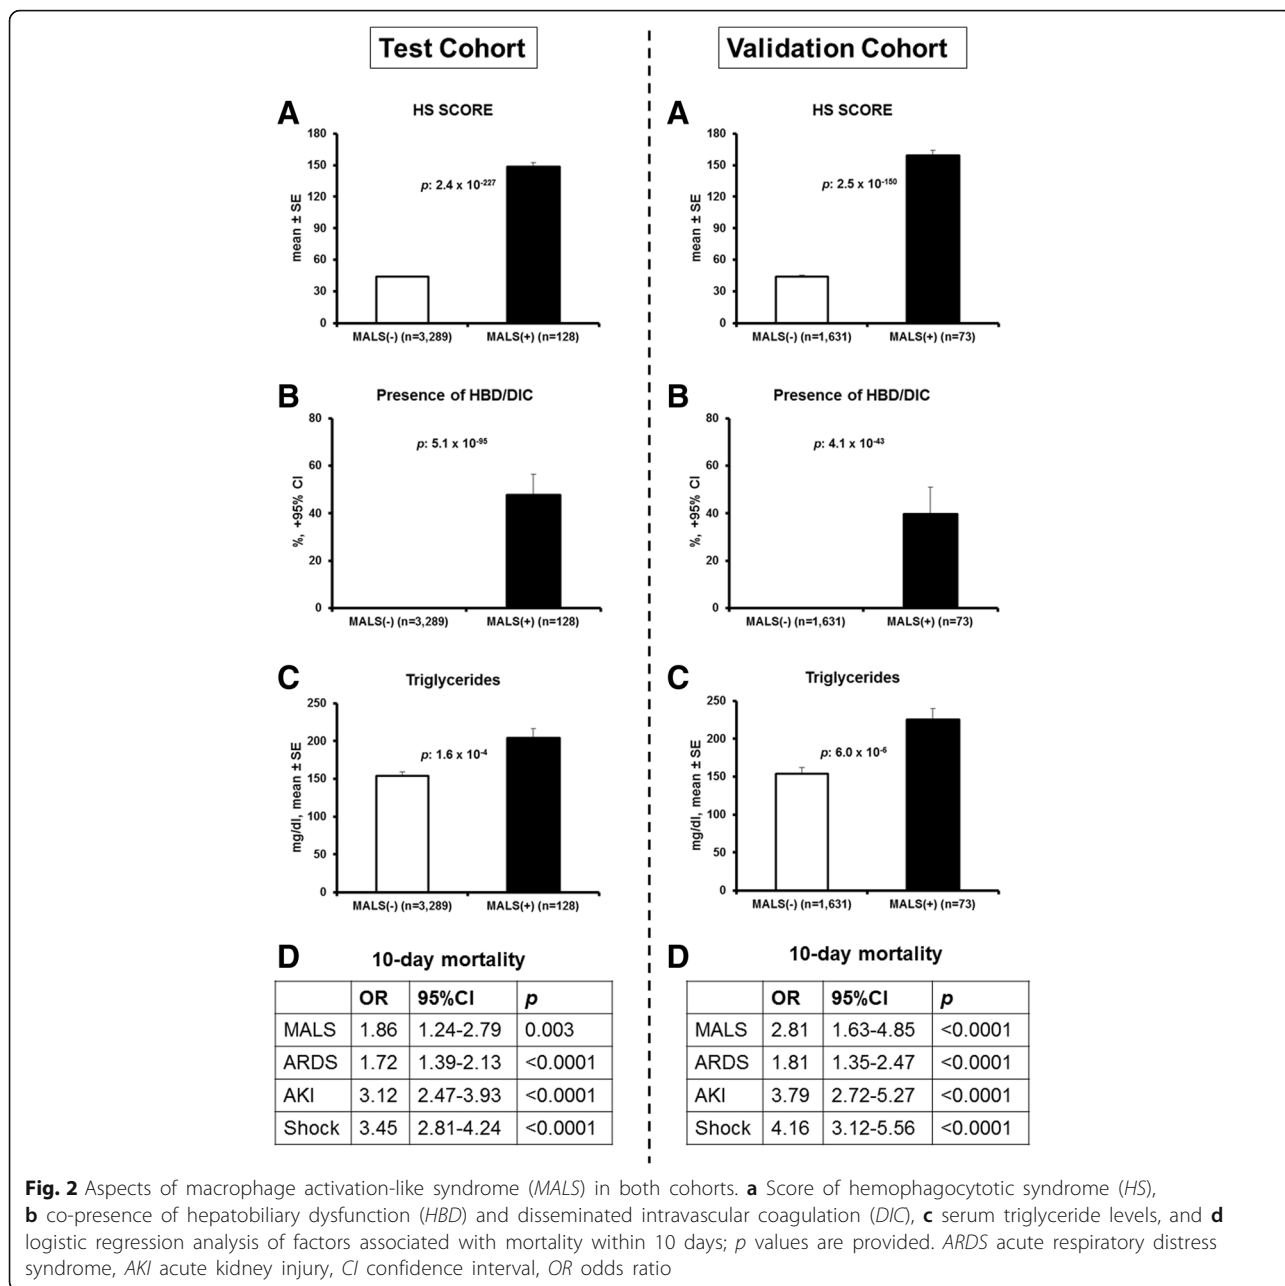 Test Cohort
A
HS SCORE
mean ± SE
180
150
120
90
60
30
0
p: 2.4 x 10-227
MALS(-) (n=3,289) MALS(+) (n=128)
B
Presence of HBD/DIC
%, +95% CI
80
60
40
20
0
p: 5.1 x 10-95
MALS(-) (n=3,289) MALS(+) (n=128)
C
Triglycerides
mg/dl, mean ± SE
250
200
150
100
50
0
p: 1.6 x 10-4
MALS(-) (n=3,289) MALS(+) (n=128)
D 10-day mortality
OR 95%CI p
MALS 1.86 1.24-2.79 0.003
ARDS 1.72 1.39-2.13 <0.0001
AKI 3.12 2.47-3.93 <0.0001
Shock 3.45 2.81-4.24 <0.0001
Validation Cohort
A
HS SCORE
mean ± SE
180
150
120
90
60
30
0
p: 2.5 x 10-150
MALS(-) (n=1,631) MALS(+) (n=73)
B
Presence of HBD/DIC
%, +95% CI
80
60
40
20
0
p: 4.1 x 10-43
MALS(-) (n=1,631) MALS(+) (n=73)
C
Triglycerides
mg/dl, mean ± SE
250
200
150
100
50
0
p: 6.0 x 10-6
MALS(-) (n=1,631) MALS(+) (n=73)
D 10-day mortality
OR 95%CI p
MALS 2.81 1.63-4.85 <0.0001
ARDS 1.81 1.35-2.47 <0.0001
AKI 3.79 2.72-5.27 <0.0001
Shock 4.16 3.12-5.56 <0.0001
Fig. 2 Aspects of macrophage activation-like syndrome (MALS) in both cohorts. a Score of hemophagocytotic syndrome (HS),
b co-presence of hepatobiliary dysfunction (HBD) and disseminated intravascular coagulation (DIC), c serum triglyceride levels, and d
logistic regression analysis of factors associated with mortality within 10 days; p values are provided. ARDS acute respiratory distress
syndrome, AKI acute kidney injury, CI confidence interval, OR odds ratio